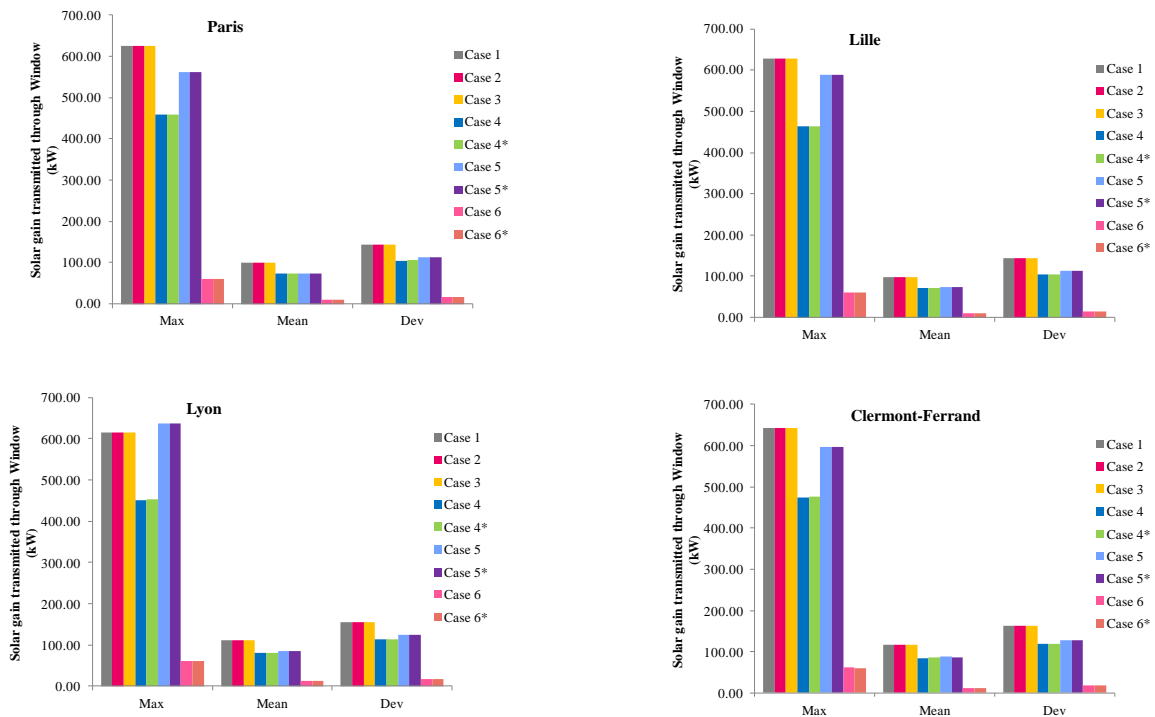 Paris
Solar gain transmitted through Window
(kW)
700.00
600.00
500.00
400.00
300.00
200.00
100.00
0.00
Max
Mean
Dev
Case 1
Case 2
Case 3
Case 4
Case 4*
Case 5
Case 5*
Case 6
Case 6*
Lille
Solar gain transmitted through Window
(kW)
700.00
600.00
500.00
400.00
300.00
200.00
100.00
0.00
Max
Mean
Dev
Case 1
Case 2
Case 3
Case 4
Case 4*
Case 5
Case 5*
Case 6
Case 6*
Lyon
Solar gain transmitted through Window
(kW)
700.00
600.00
500.00
400.00
300.00
200.00
100.00
0.00
Max
Mean
Dev
Case 1
Case 2
Case 3
Case 4
Case 4*
Case 5
Case 5*
Case 6
Case 6*
Clermont-Ferrand
Solar gain transmitted through Window
(kW)
700.00
600.00
500.00
400.00
300.00
200.00
100.00
0.00
Max
Mean
Dev
Case 1
Case 2
Case 3
Case 4
Case 4*
Case 5
Case 5*
Case 6
Case 6*